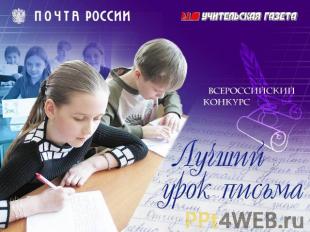 ПОЧТА РОССИИ
УЧИТЕЛЬСКАЯ ГАЗЕТА
ВСЕРОССИЙСКИЙ
КОНКУРС
Лучший
урок письма
PPt4WEB.ru